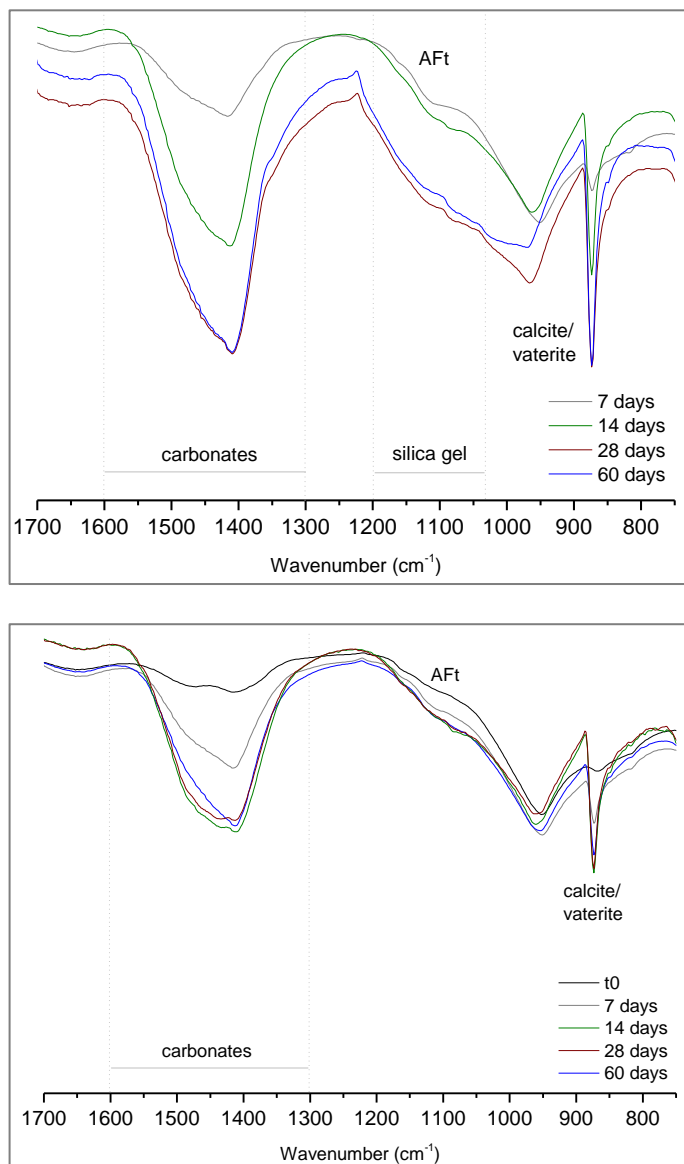 AFt
calcite/
vaterite
7 days
14 days
28 days
60 days
carbonates
silica gel
1700 1600 1500 1400 1300 1200 1100 1000 900 800
Wavenumber (cm⁻¹)
AFt
calcite/
vaterite
t0
7 days
14 days
28 days
60 days
carbonates
1700 1600 1500 1400 1300 1200 1100 1000 900 800
Wavenumber (cm⁻¹)